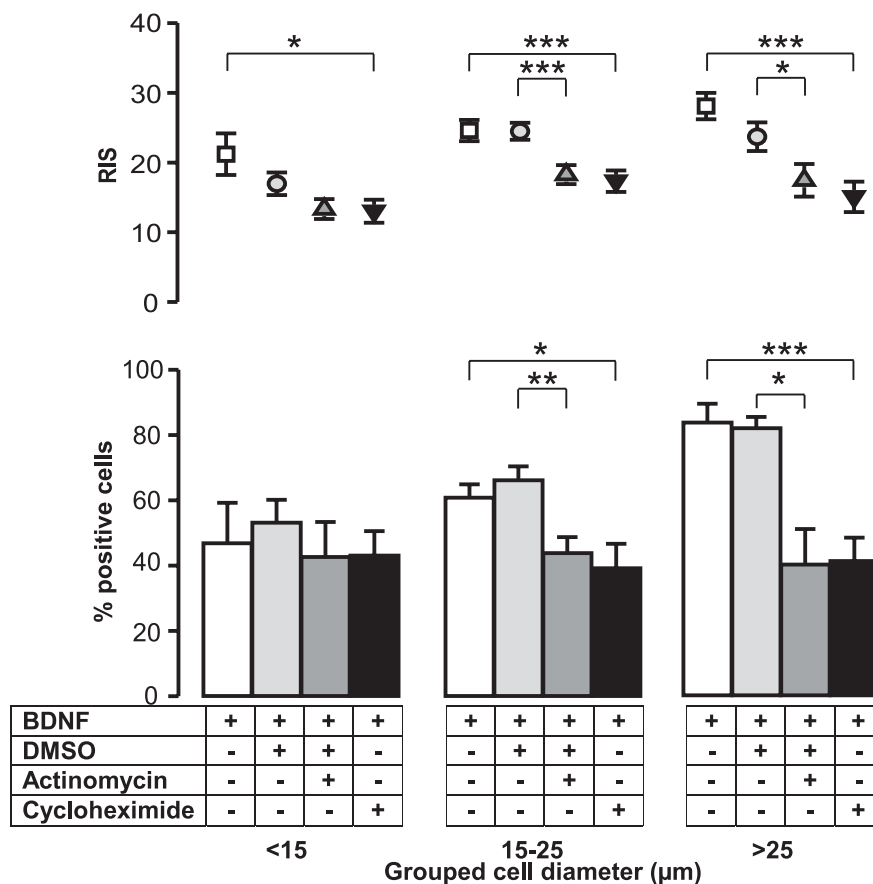 40
* *** ***
*** *
30
RIS
20
10
0
100
* ***
** *
80
% positive cells
60
40
20
0
BDNF + + + + + + + + + + + +
DMSO - + + - - + + - - + + -
Actinomycin - - + - - - + - - - + -
Cycloheximide - - - + - - - + - - - +
<15 15-25 >25
Grouped cell diameter (µm)